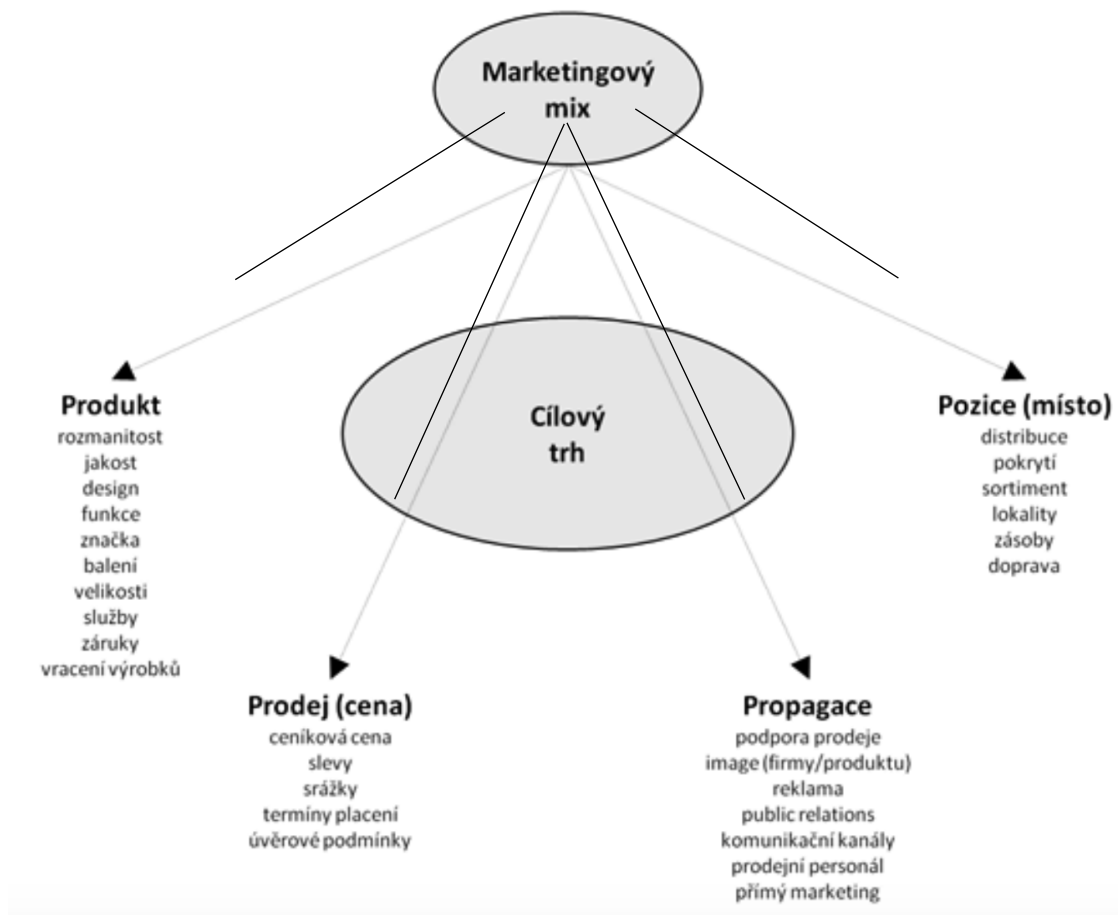 Marketingový
mix
Cílový
trh
Produkt
rozmanitost
jakost
design
funkce
značka
balení
velikosti
služby
záruky
vracení výrobků
Prodej (cena)
ceníková cena
slevy
srážky
termíny placení
úvěrové podmínky
Propagace
podpora prodeje
image (firmy/produktu)
reklama
public relations
komunikační kanály
prodejní personál
přímý marketing
Pozice (místo)
distribuce
pokrytí
sortiment
lokality
zásoby
doprava